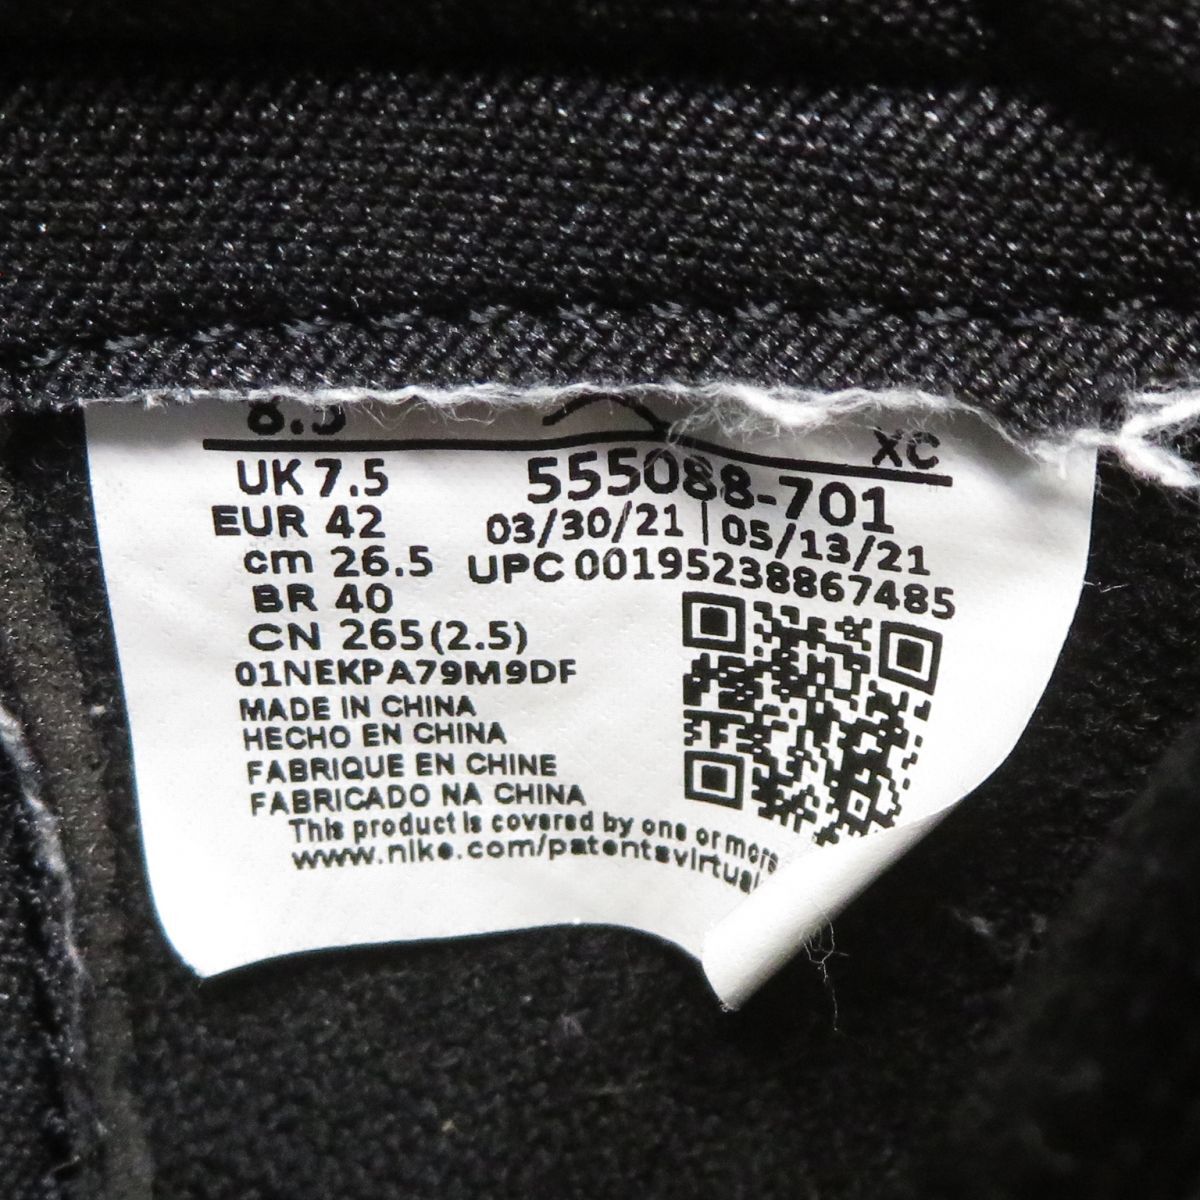 8.5
XC
UK 7.5
555088-701
EUR 42
03/30/21 | 05/13/21
cm 26.5
UPC 00195238867485
BR 40
CN 265(2.5)
01NEKPA79M9DF
MADE IN CHINA
HECHO EN CHINA
FABRIQUE EN CHINE
FABRICADO NA CHINA
This product is covered by one or more
www.nike.com/patentsvirtual